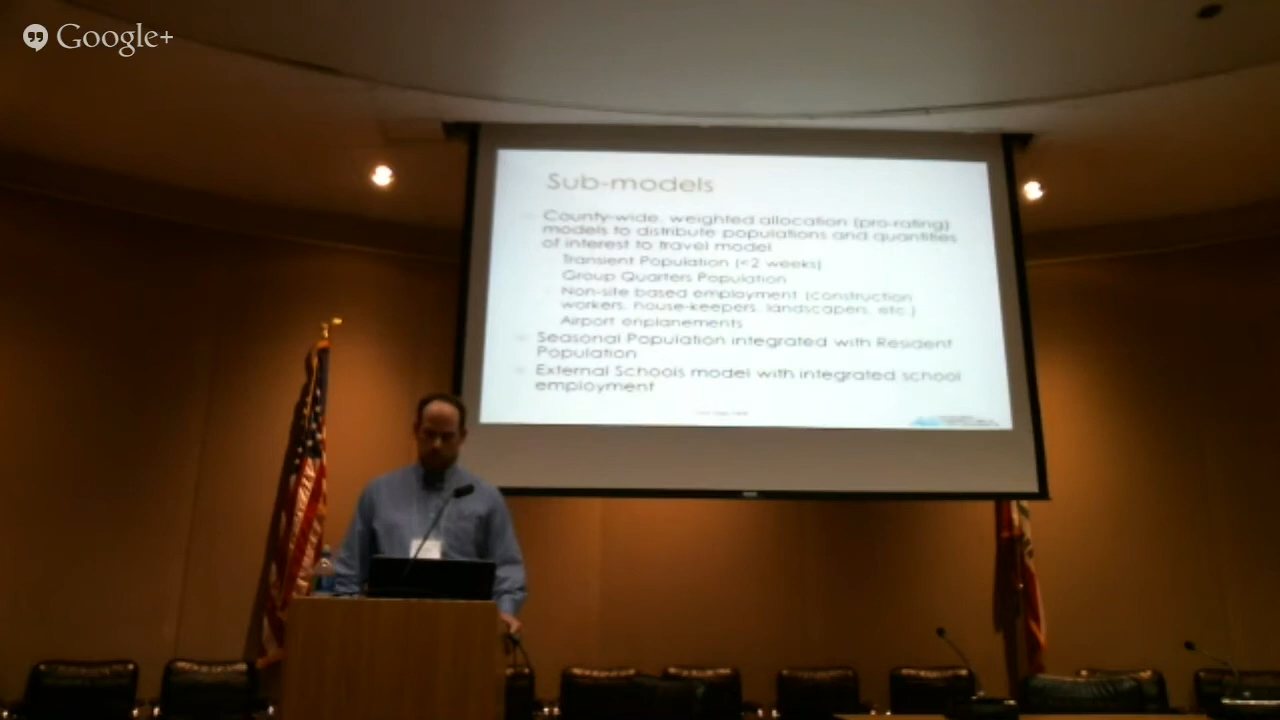 Google+
Sub-models
County-wide, weighted allocation (pro-rating)
models to distribute populations and quantities
of interest to travel model
Transient Population (<2 weeks)
Group Quarters Population
Non-site based employment (construction
workers, house-keepers, landscapers, etc.)
Airport enplanements
Seasonal Population integrated with Resident
Population
External Schools model with integrated school
employment